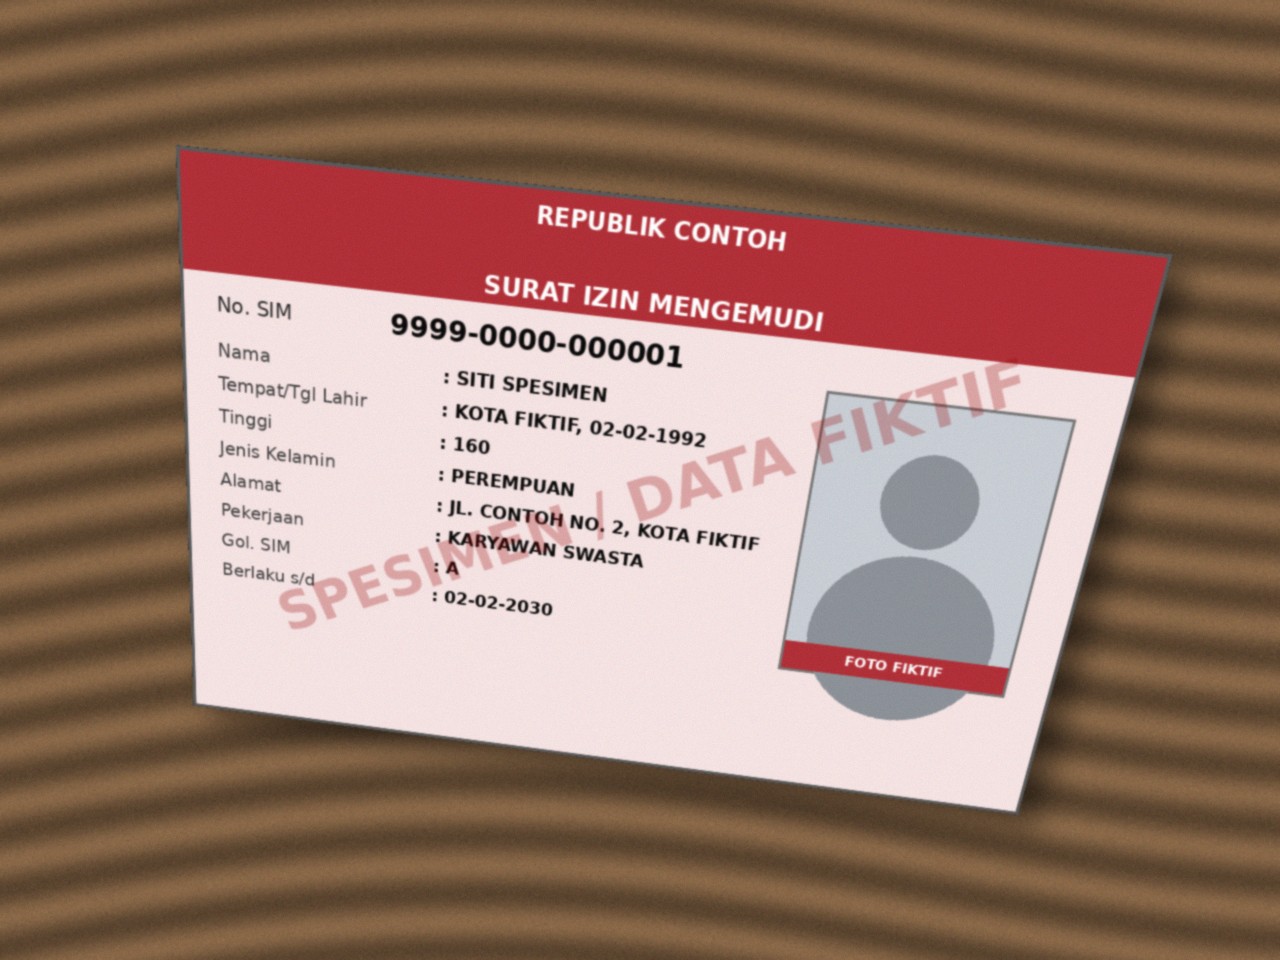 REPUBLIK CONTOH
SURAT IZIN MENGEMUDI
No. SIM 9999-0000-000001
Nama : SITI SPESIMEN
Tempat/Tgl Lahir : KOTA FIKTIF, 02-02-1992
Tinggi : 160
Jenis Kelamin : PEREMPUAN
Alamat : JL. CONTOH NO. 2, KOTA FIKTIF
Pekerjaan : KARYAWAN SWASTA
Gol. SIM : A
Berlaku s/d : 02-02-2030
SPESIMEN / DATA FIKTIF
FOTO FIKTIF